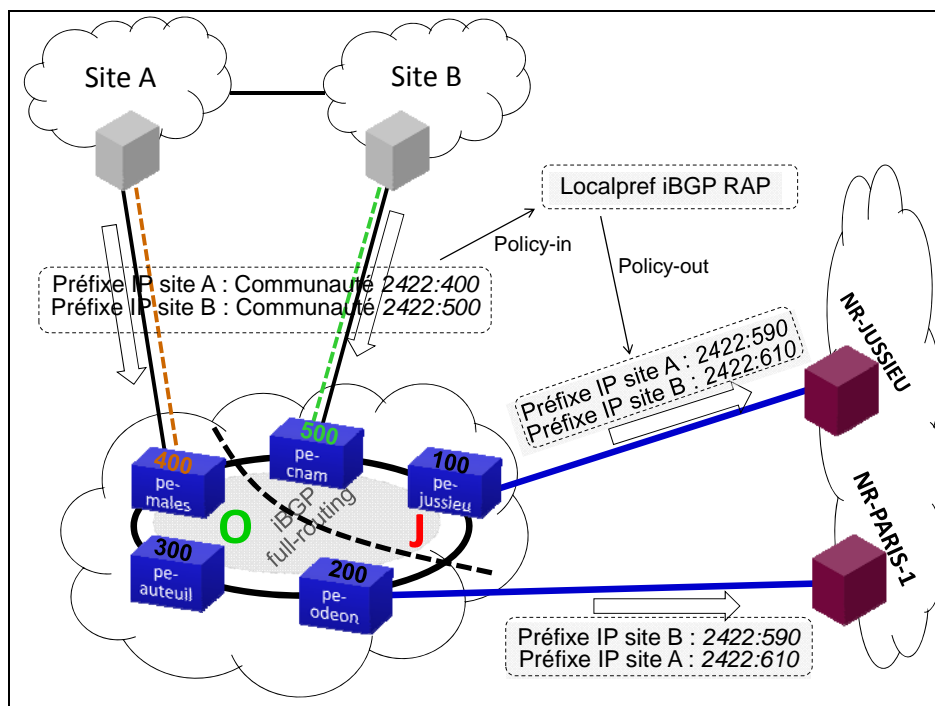 Site A
Site B
Localpref iBGP RAP
Policy-in
Policy-out
Préfixe IP site A : Communauté 2422:400
Préfixe IP site B : Communauté 2422:500
Préfixe IP site A : 2422:590
Préfixe IP site B : 2422:610
NR-JUSSIEU
500
pe-
cnam
400
pe-
males
100
pe-
jussieu
iBGP
full-routing
O
J
300
pe-
auteuil
200
pe-
odeon
NR-PARIS-1
Préfixe IP site B : 2422:590
Préfixe IP site A : 2422:610